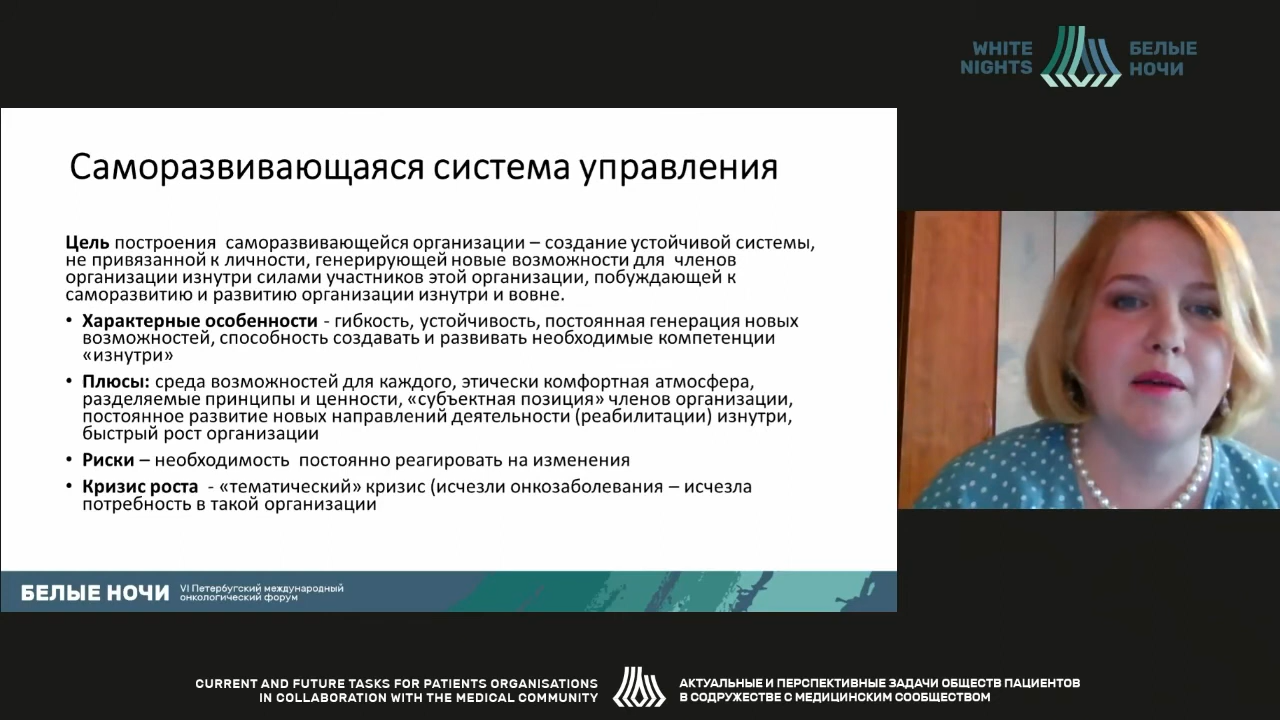 WHITE
NIGHTS
БЕЛЫЕ
НОЧИ
Саморазвивающаяся система управления
Цель построения саморазвивающейся организации – создание устойчивой системы,
не привязанной к личности, генерирующей новые возможности для членов
организации изнутри силами участников этой организации, побуждающей к
саморазвитию и развитию организации изнутри и вовне.
• Характерные особенности - гибкость, устойчивость, постоянная генерация новых
возможностей, способность создавать и развивать необходимые компетенции
«изнутри»
• Плюсы: среда возможностей для каждого, этически комфортная атмосфера,
разделяемые принципы и ценности, «субъектная позиция» членов организации,
постоянное развитие новых направлений деятельности (реабилитации) изнутри,
быстрый рост организации
• Риски – необходимость постоянно реагировать на изменения
• Кризис роста - «тематический» кризис (исчезли онкозаболевания – исчезла
потребность в такой организации
БЕЛЫЕ НОЧИ
VI Петербугский международный
онкологический форум
CURRENT AND FUTURE TASKS FOR PATIENTS ORGANISATIONS
IN COLLABORATION WITH THE MEDICAL COMMUNITY
АКТУАЛЬНЫЕ И ПЕРСПЕКТИВНЫЕ ЗАДАЧИ ОБЩЕСТВ ПАЦИЕНТОВ
В СОДРУЖЕСТВЕ С МЕДИЦИНСКИМ СООБЩЕСТВОМ